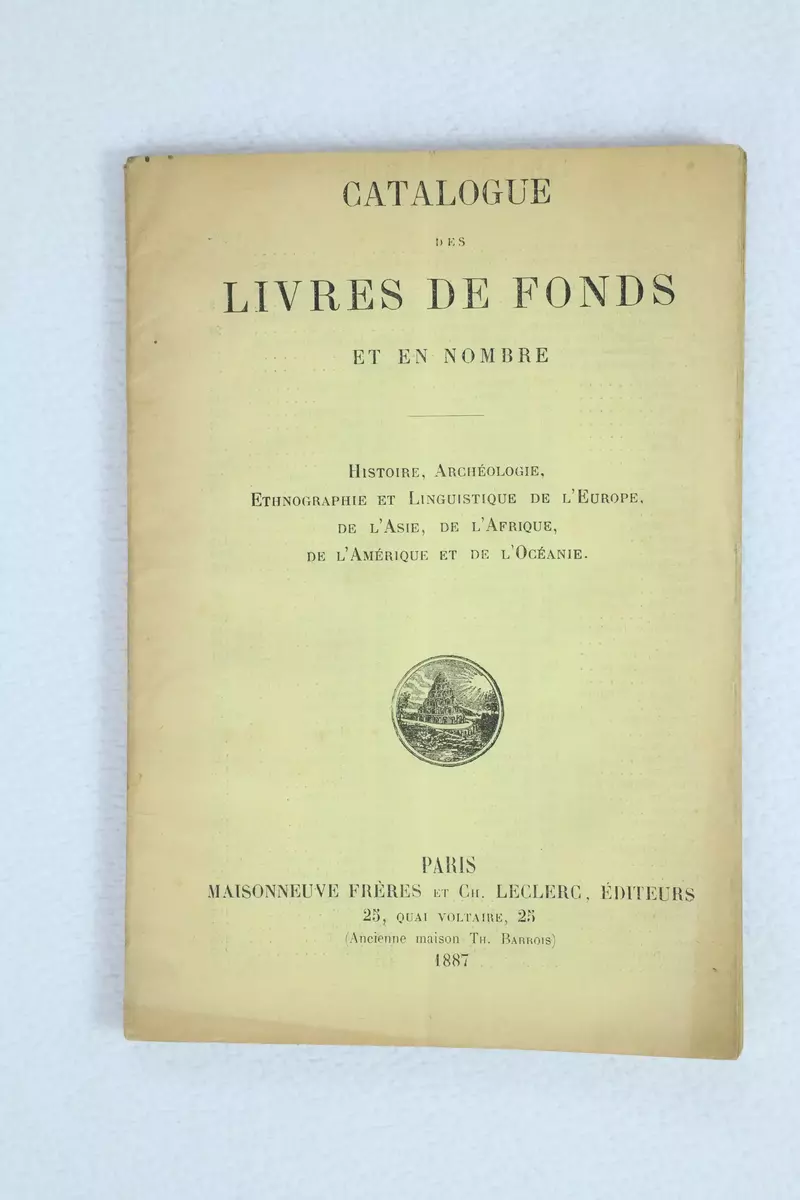 CATALOGUE
DES
LIVRES DE FONDS
ET EN NOMBRE
Histoire, Archéologie,
Ethnographie et Linguistique de l'Europe,
de l'Asie, de l'Afrique,
de l'Amérique et de l'Océanie.
PARIS
MAISONNEUVE FRÈRES et Ch. LECLERC, ÉDITEURS
25, QUAI VOLTAIRE, 25
(Ancienne maison Th. Barrois)
1887